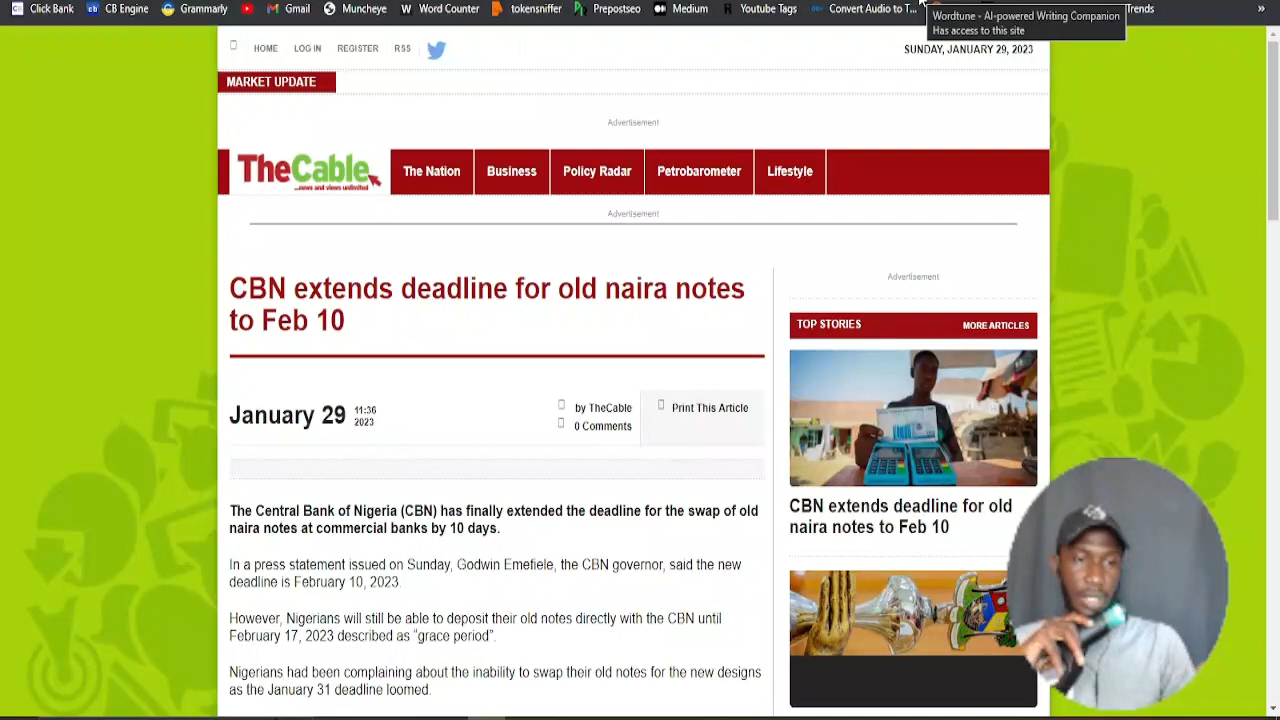 Click Bank CB Engine Grammarly Gmail Muncheye Word Counter tokensniffer Prepostseo Medium Youtube Tags Convert Audio to T... Trends »
Wordtune - AI-powered Writing Companion
Has access to this site
HOME LOG IN REGISTER RSS
SUNDAY, JANUARY 29, 2023
MARKET UPDATE
Advertisement
TheCable
...news and views unlimited
The Nation Business Policy Radar Petrobarometer Lifestyle
Advertisement
CBN extends deadline for old naira notes
to Feb 10
January 29 11:36
2023
by TheCable
0 Comments
Print This Article
The Central Bank of Nigeria (CBN) has finally extended the deadline for the swap of old
naira notes at commercial banks by 10 days.
In a press statement issued on Sunday, Godwin Emefiele, the CBN governor, said the new
deadline is February 10, 2023.
However, Nigerians will still be able to deposit their old notes directly with the CBN until
February 17, 2023 described as “grace period”.
Nigerians had been complaining about the inability to swap their old notes for the new designs
as the January 31 deadline loomed.
Advertisement
TOP STORIES MORE ARTICLES
CBN extends deadline for old
naira notes to Feb 10